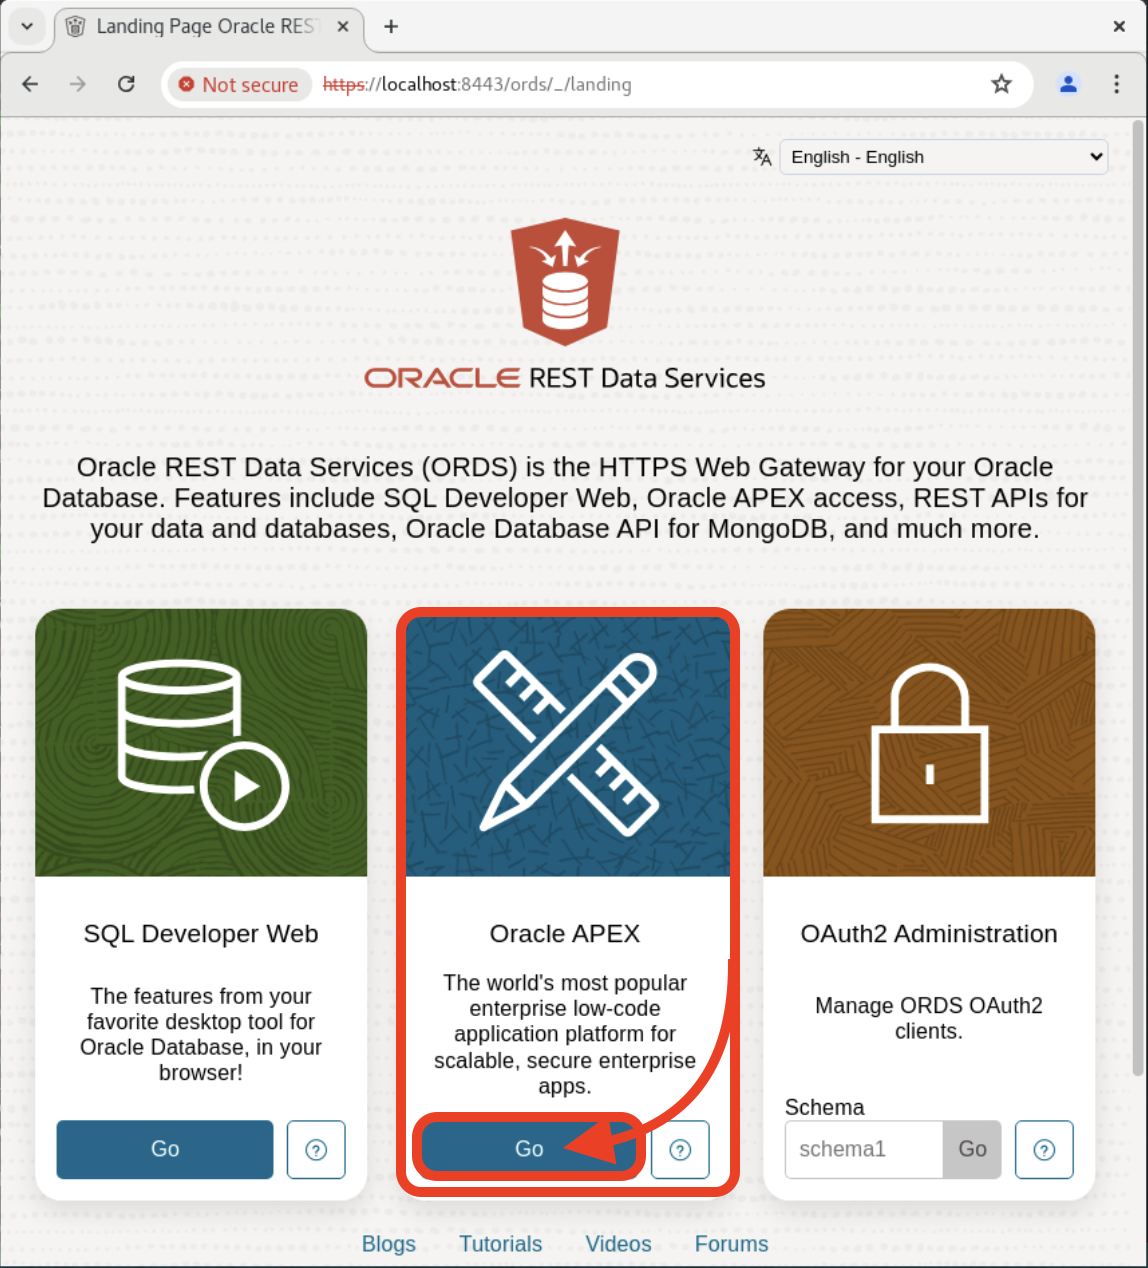 Landing Page Oracle REST
Not secure https://localhost:8443/ords/_/landing
English - English
ORACLE REST Data Services
Oracle REST Data Services (ORDS) is the HTTPS Web Gateway for your Oracle
Database. Features include SQL Developer Web, Oracle APEX access, REST APIs for
your data and databases, Oracle Database API for MongoDB, and much more.
SQL Developer Web
The features from your
favorite desktop tool for
Oracle Database, in your
browser!
Go
Oracle APEX
The world's most popular
enterprise low-code
application platform for
scalable, secure enterprise
apps.
Go
OAuth2 Administration
Manage ORDS OAuth2
clients.
Schema
schema1 Go
Blogs Tutorials Videos Forums